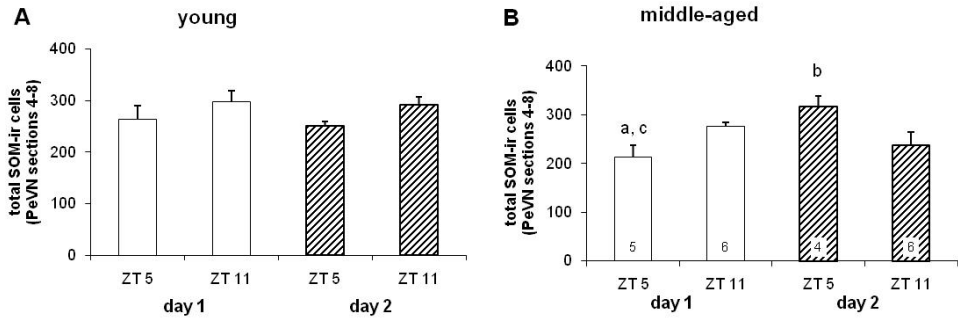 A
young
total SOM-ir cells
(PeVN sections 4-8)
400
300
200
100
0
ZT 5
ZT 11
ZT 5
ZT 11
day 1
day 2
B
middle-aged
total SOM-ir cells
(PeVN sections 4-8)
400
300
200
100
0
a, c
b
5
6
4
6
ZT 5
ZT 11
ZT 5
ZT 11
day 1
day 2